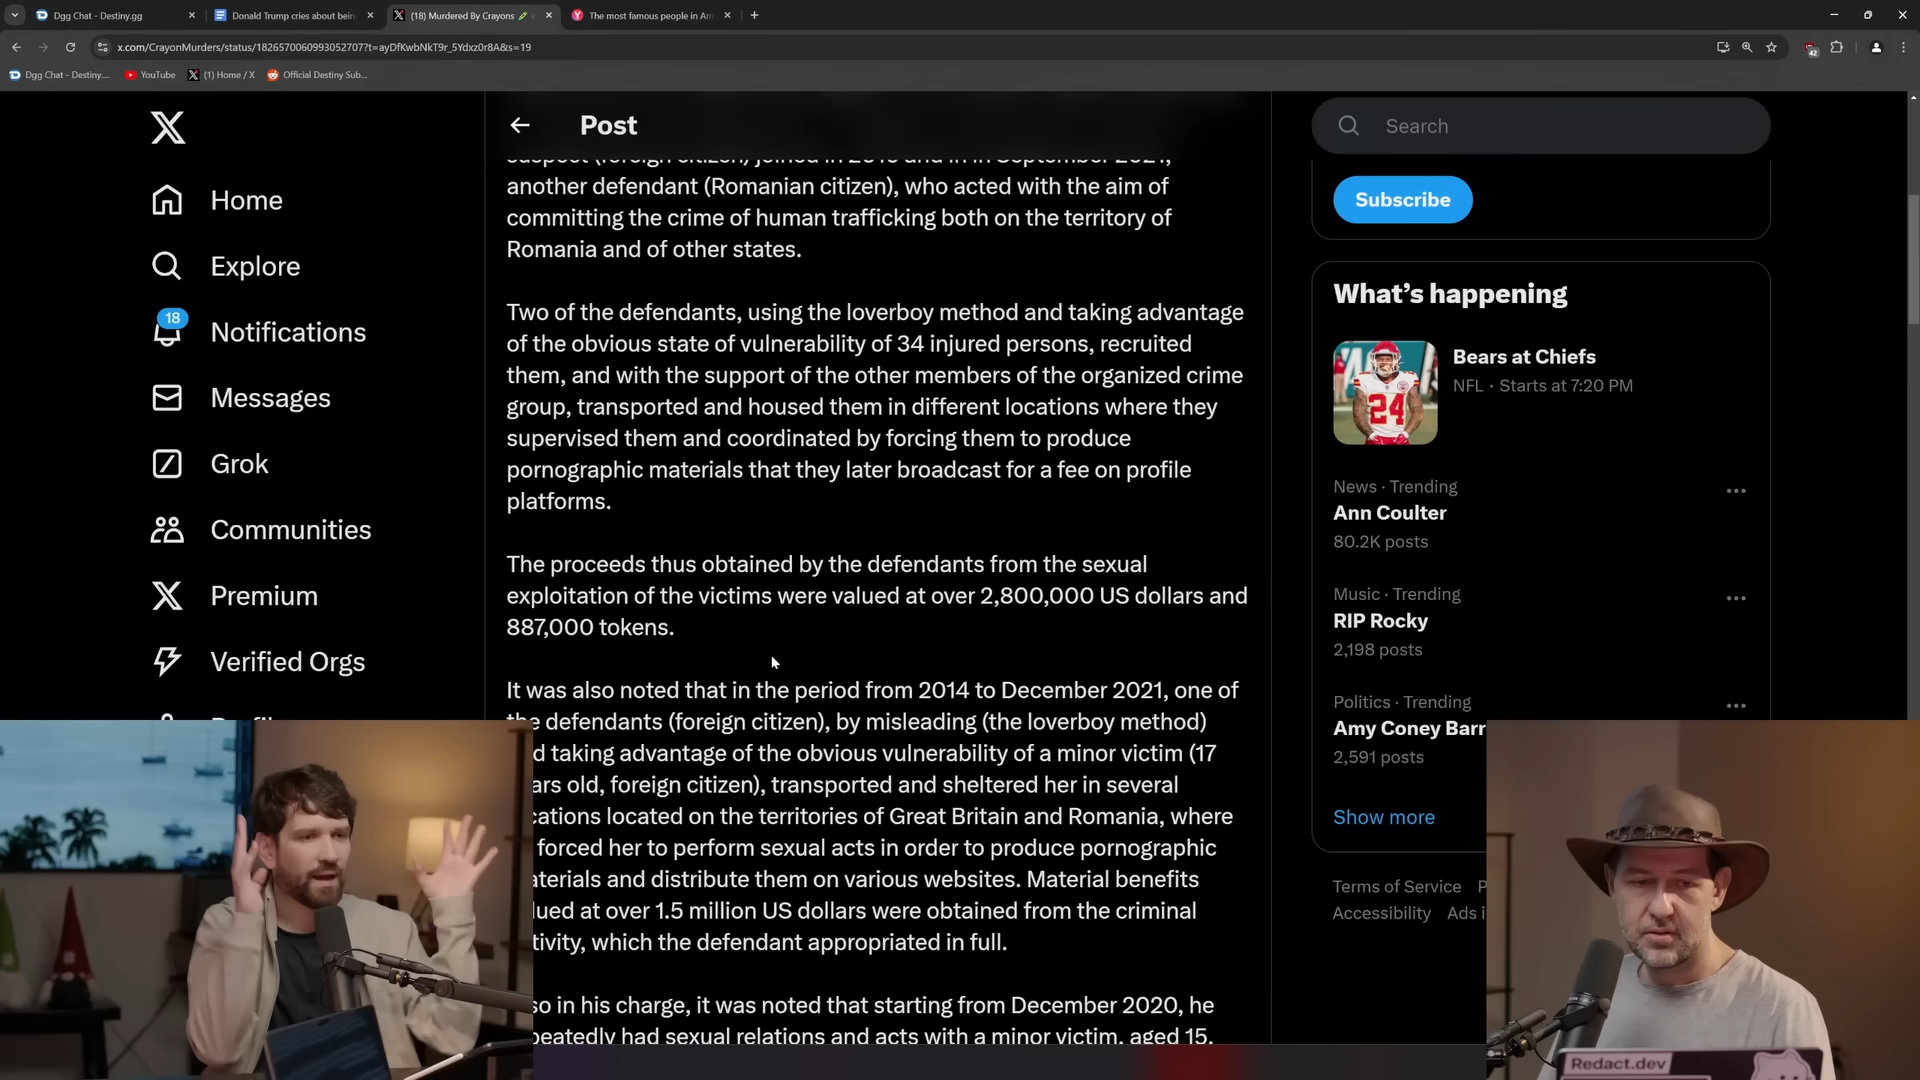 Dgg Chat - Destiny.gg
Donald Trump cries about bein
(18) Murdered By Crayons
The most famous people in Am
x.com/CrayonMurders/status/1826570060993052707?t=ayDfKwbNkT9r_5Ydxz0r8A&s=19
42
Dgg Chat - Destiny....
YouTube
(1) Home / X
Official Destiny Sub...
Post
Search
another defendant (Romanian citizen), who acted with the aim of
committing the crime of human trafficking both on the territory of
Romania and of other states.
Two of the defendants, using the loverboy method and taking advantage
of the obvious state of vulnerability of 34 injured persons, recruited
them, and with the support of the other members of the organized crime
group, transported and housed them in different locations where they
supervised them and coordinated by forcing them to produce
pornographic materials that they later broadcast for a fee on profile
platforms.
The proceeds thus obtained by the defendants from the sexual
exploitation of the victims were valued at over 2,800,000 US dollars and
887,000 tokens.
It was also noted that in the period from 2014 to December 2021, one of
the defendants (foreign citizen), by misleading (the loverboy method)
d taking advantage of the obvious vulnerability of a minor victim (17
ars old, foreign citizen), transported and sheltered her in several
cations located on the territories of Great Britain and Romania, where
forced her to perform sexual acts in order to produce pornographic
aterials and distribute them on various websites. Material benefits
lued at over 1.5 million US dollars were obtained from the criminal
tivity, which the defendant appropriated in full.
so in his charge, it was noted that starting from December 2020, he
peatedly had sexual relations and acts with a minor victim, aged 15,
Home
Explore
18
Notifications
Messages
Grok
Communities
Premium
Verified Orgs
Subscribe
What's happening
Bears at Chiefs
NFL · Starts at 7:20 PM
24
News · Trending
Ann Coulter
80.2K posts
Music · Trending
RIP Rocky
2,198 posts
Politics · Trending
Amy Coney Barr
2,591 posts
Show more
Terms of Service P
Accessibility Ads i
Redact.dev